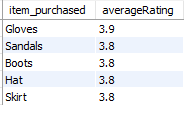 item_purchased averageRating
Gloves 3.9
Sandals 3.8
Boots 3.8
Hat 3.8
Skirt 3.8